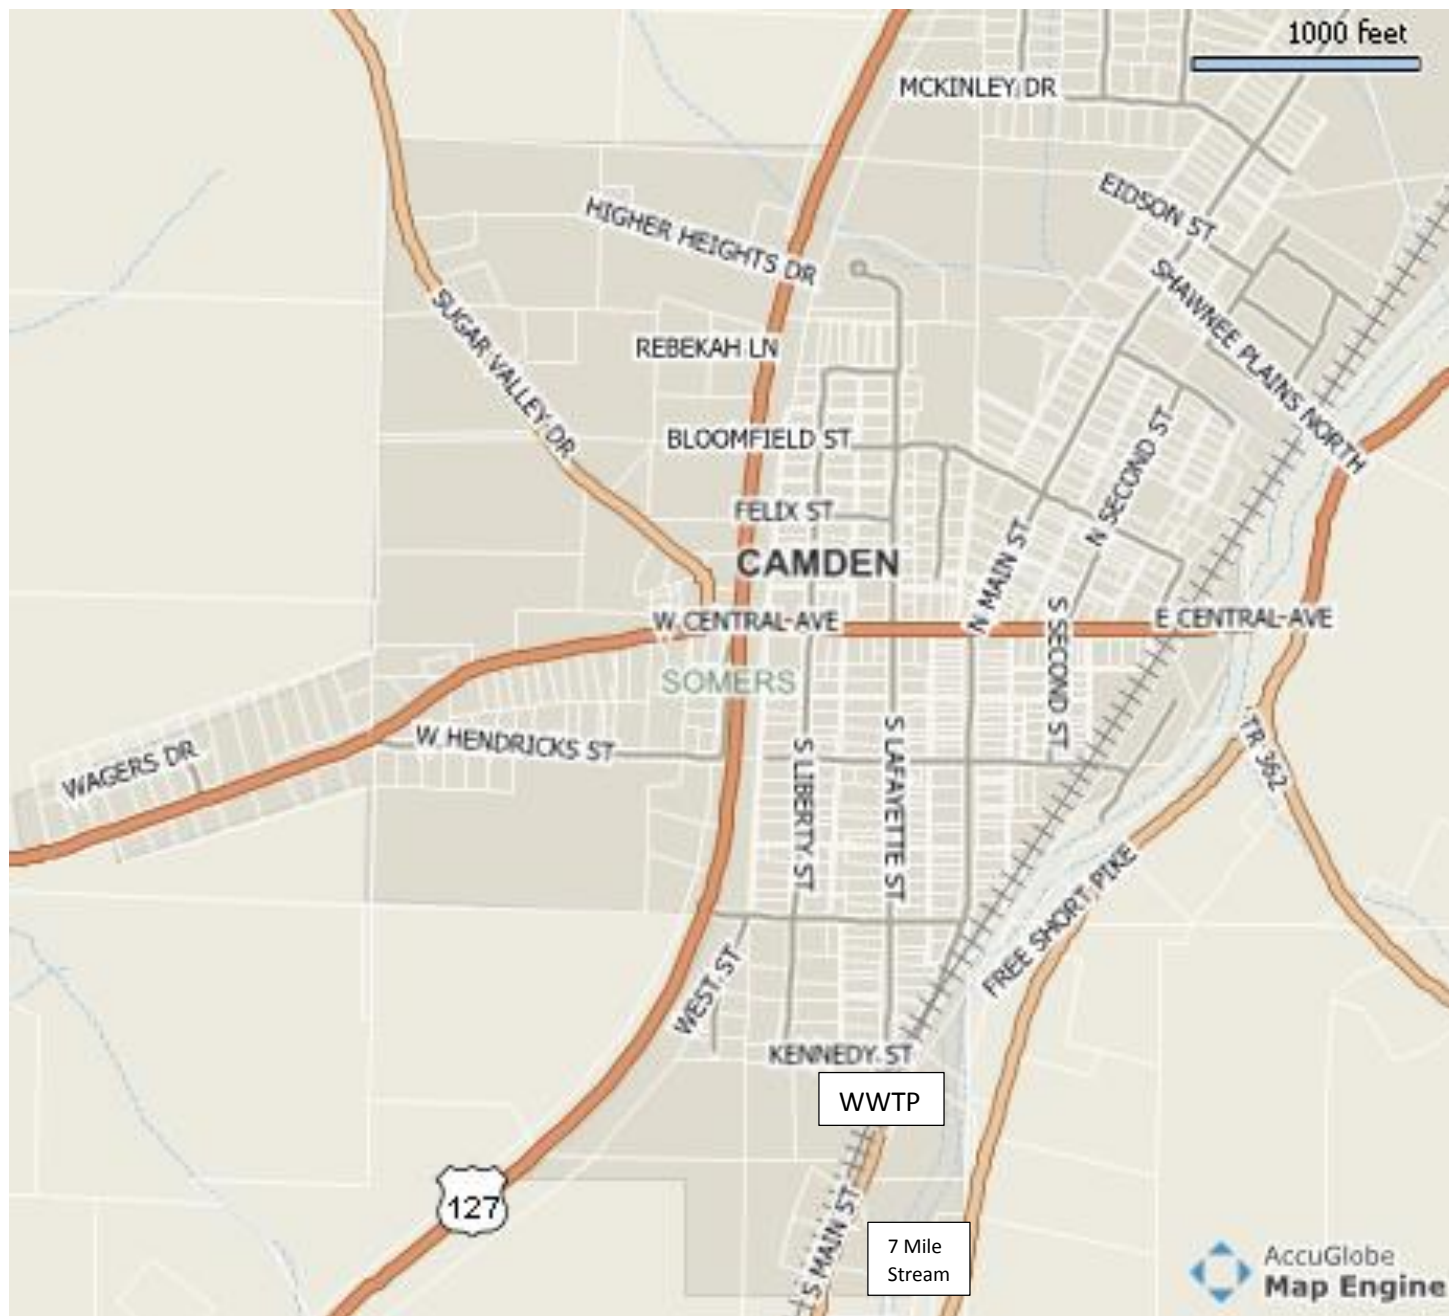 1000 feet
MCKINLEY DR
EIDSON ST
HIGHER HEIGHTS DR
SHAWNEE PLAINS NORTH
SUGAR VALLEY DR
REBEKAH LN
BLOOMFIELD ST
N SECOND ST
FELIX ST
N MAIN ST
CAMDEN
W CENTRAL AVE
E CENTRAL AVE
S SECOND ST
SOMERS
W HENDRICKS ST
S LIBERTY ST
S LAFAYETTE ST
TR 362
WAGERS DR
FREE SHORT PIKE
WEST ST
KENNEDY ST
WWTP
127
S MAIN ST
7 Mile
Stream
AccuGlobe
Map Engine